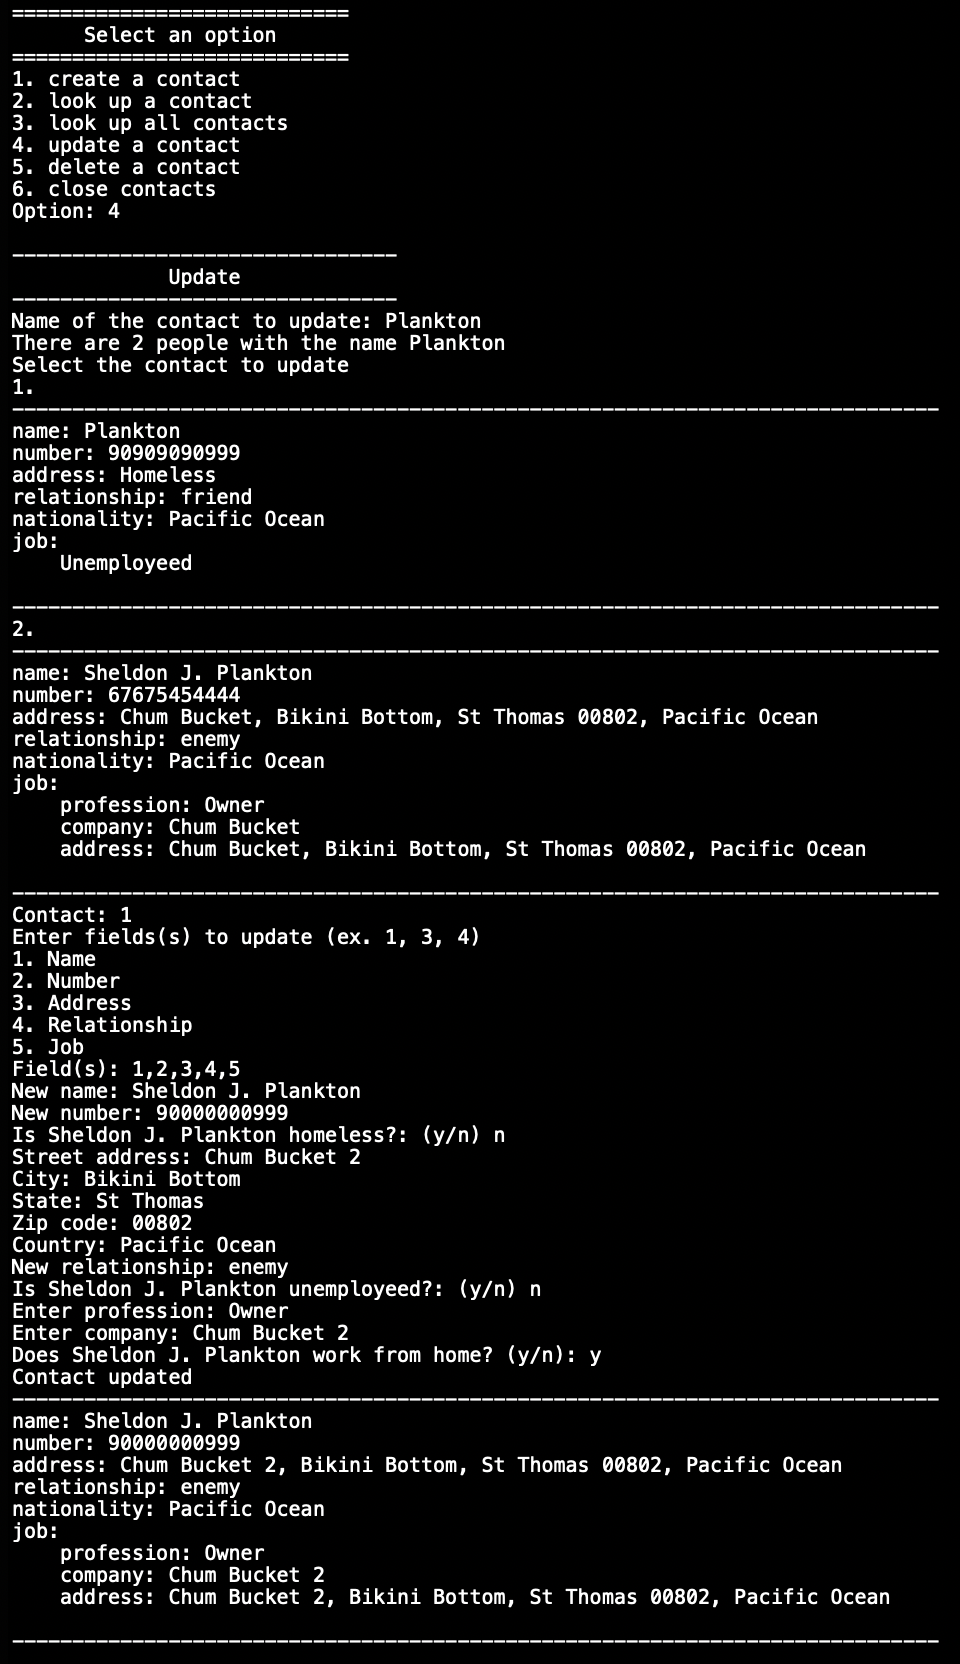 ============================
      Select an option
============================
1. create a contact
2. look up a contact
3. look up all contacts
4. update a contact
5. delete a contact
6. close contacts
Option: 4
--------------------------------
             Update
--------------------------------
Name of the contact to update: Plankton
There are 2 people with the name Plankton
Select the contact to update
1.
-----------------------------------------------------------------------------
name: Plankton
number: 90909090999
address: Homeless
relationship: friend
nationality: Pacific Ocean
job:
    Unemployeed
-----------------------------------------------------------------------------
2.
-----------------------------------------------------------------------------
name: Sheldon J. Plankton
number: 67675454444
address: Chum Bucket, Bikini Bottom, St Thomas 00802, Pacific Ocean
relationship: enemy
nationality: Pacific Ocean
job:
    profession: Owner
    company: Chum Bucket
    address: Chum Bucket, Bikini Bottom, St Thomas 00802, Pacific Ocean
-----------------------------------------------------------------------------
Contact: 1
Enter fields(s) to update (ex. 1, 3, 4)
1. Name
2. Number
3. Address
4. Relationship
5. Job
Field(s): 1,2,3,4,5
New name: Sheldon J. Plankton
New number: 90000000999
Is Sheldon J. Plankton homeless?: (y/n) n
Street address: Chum Bucket 2
City: Bikini Bottom
State: St Thomas
Zip code: 00802
Country: Pacific Ocean
New relationship: enemy
Is Sheldon J. Plankton unemployeed?: (y/n) n
Enter profession: Owner
Enter company: Chum Bucket 2
Does Sheldon J. Plankton work from home? (y/n): y
Contact updated
-----------------------------------------------------------------------------
name: Sheldon J. Plankton
number: 90000000999
address: Chum Bucket 2, Bikini Bottom, St Thomas 00802, Pacific Ocean
relationship: enemy
nationality: Pacific Ocean
job:
    profession: Owner
    company: Chum Bucket 2
    address: Chum Bucket 2, Bikini Bottom, St Thomas 00802, Pacific Ocean
-----------------------------------------------------------------------------